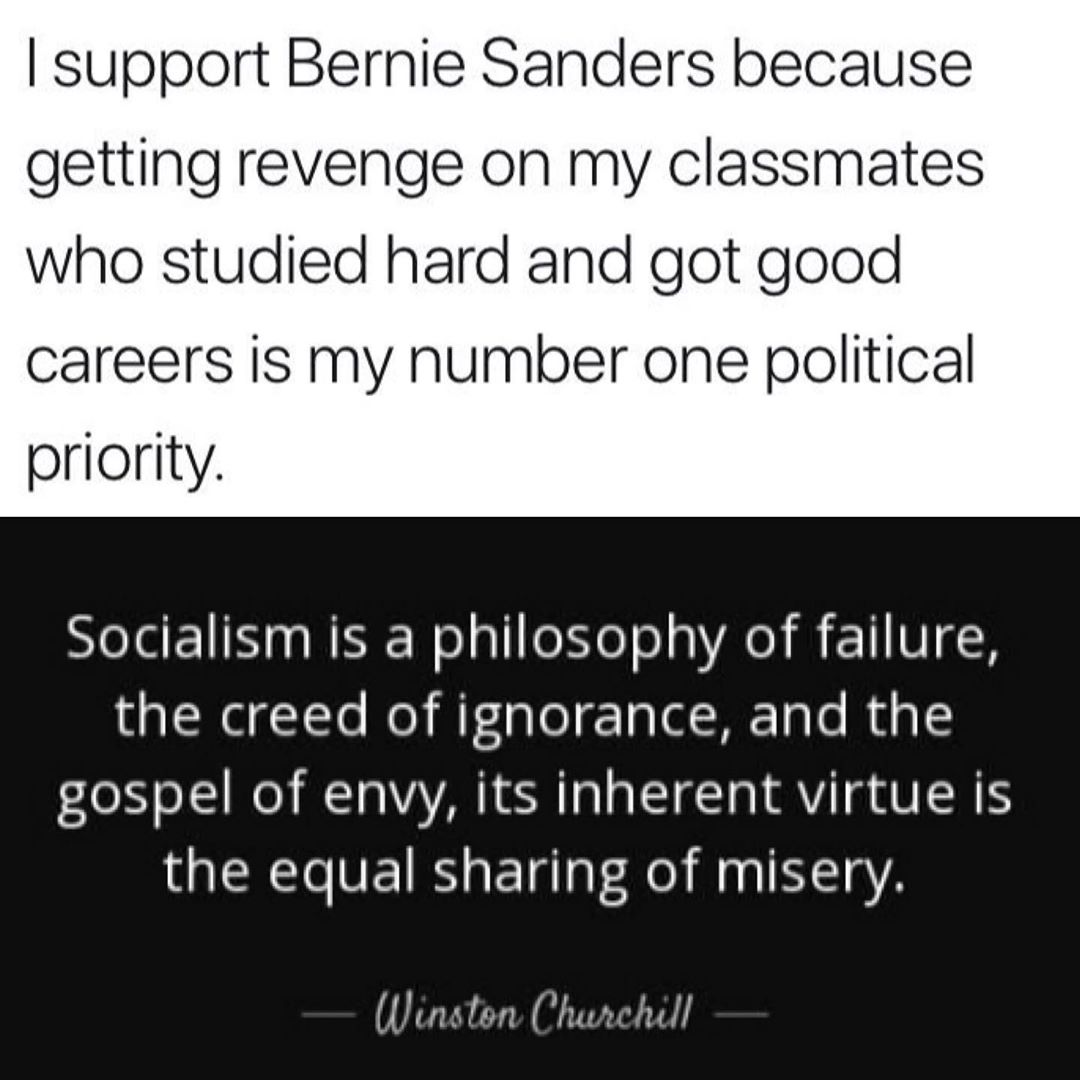 I support Bernie Sanders because
getting revenge on my classmates
who studied hard and got good
careers is my number one political
priority.
Socialism is a philosophy of failure,
the creed of ignorance, and the
gospel of envy, its inherent virtue is
the equal sharing of misery.
— Winston Churchill —